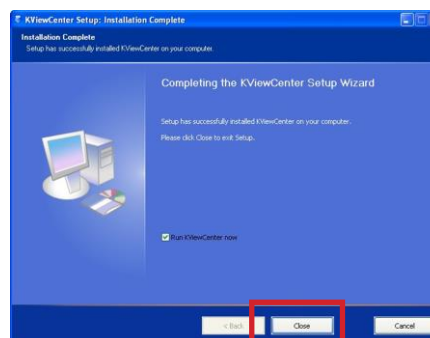 KViewCenter Setup: Installation Complete
Installation Complete
Setup has successfully installed KViewCenter on your computer.
Completing the KViewCenter Setup Wizard
Setup has successfully installed KViewCenter on your computer.
Please click Close to exit Setup.
Run KViewCenter now
< Back
Close
Cancel